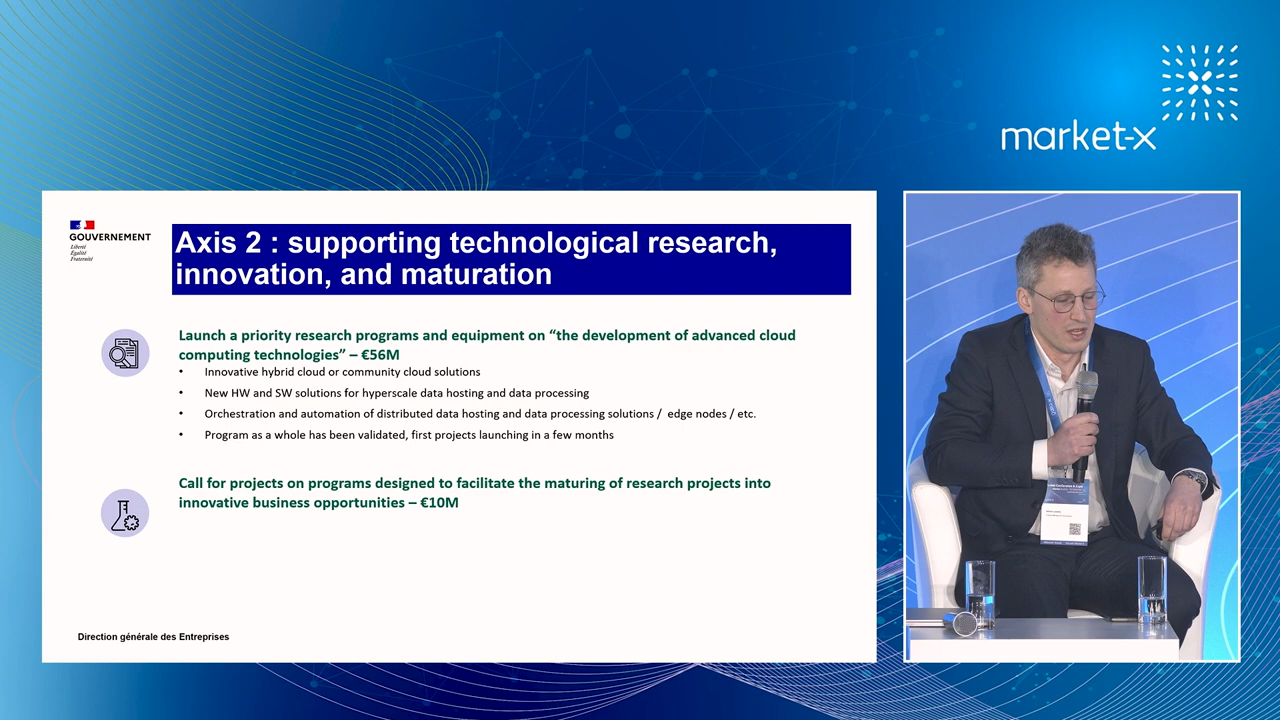 market-x
GOUVERNEMENT
Liberté
Égalité
Fraternité
Axis 2 : supporting technological research,
innovation, and maturation
Launch a priority research programs and equipment on “the development of advanced cloud
computing technologies” – €56M
• Innovative hybrid cloud or community cloud solutions
• New HW and SW solutions for hyperscale data hosting and data processing
• Orchestration and automation of distributed data hosting and data processing solutions / edge nodes / etc.
• Program as a whole has been validated, first projects launching in a few months
Call for projects on programs designed to facilitate the maturing of research projects into
innovative business opportunities – €10M
Direction générale des Entreprises